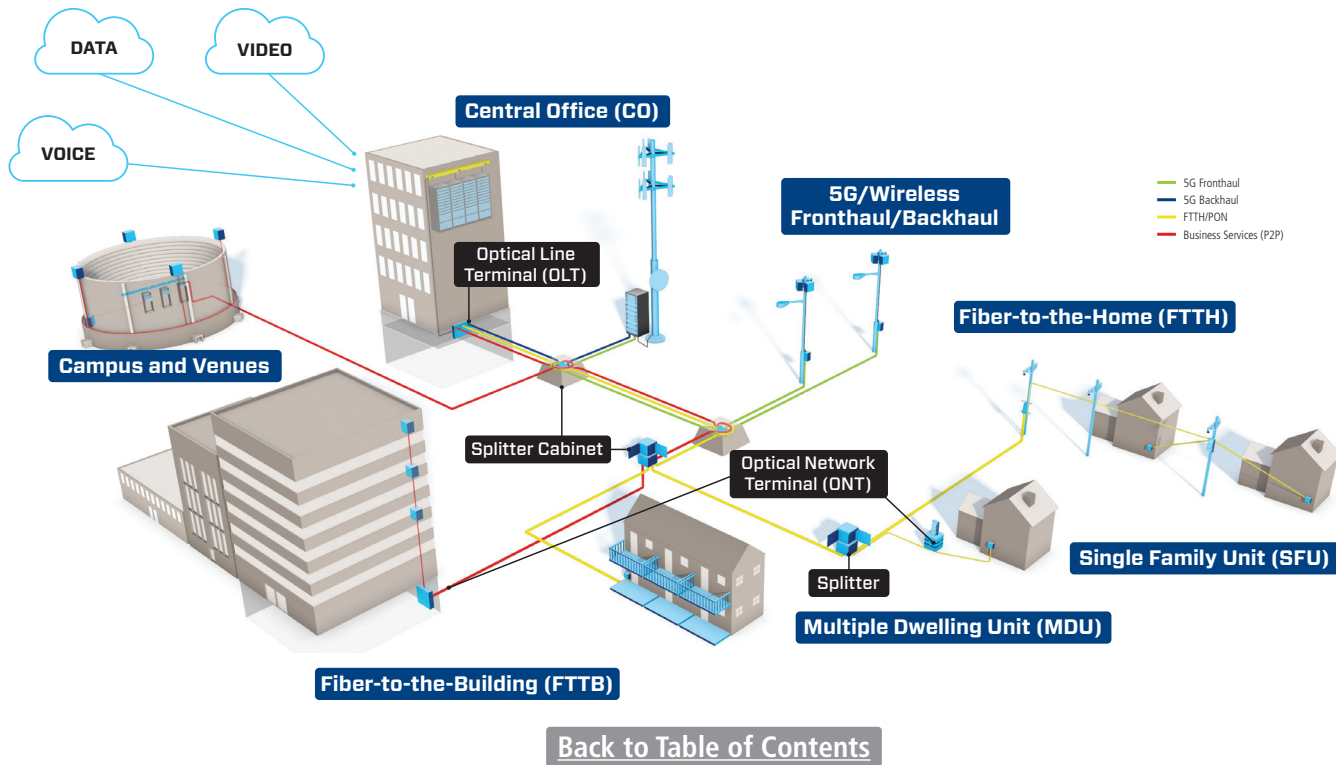 DATA
VIDEO
VOICE
Central Office (CO)
5G/Wireless
Fronthaul/Backhaul
5G Fronthaul
5G Backhaul
FTTH/PON
Business Services (P2P)
Optical Line
Terminal (OLT)
Fiber-to-the-Home (FTTH)
Campus and Venues
Splitter Cabinet
Optical Network
Terminal (ONT)
Single Family Unit (SFU)
Splitter
Multiple Dwelling Unit (MDU)
Fiber-to-the-Building (FTTB)
Back to Table of Contents